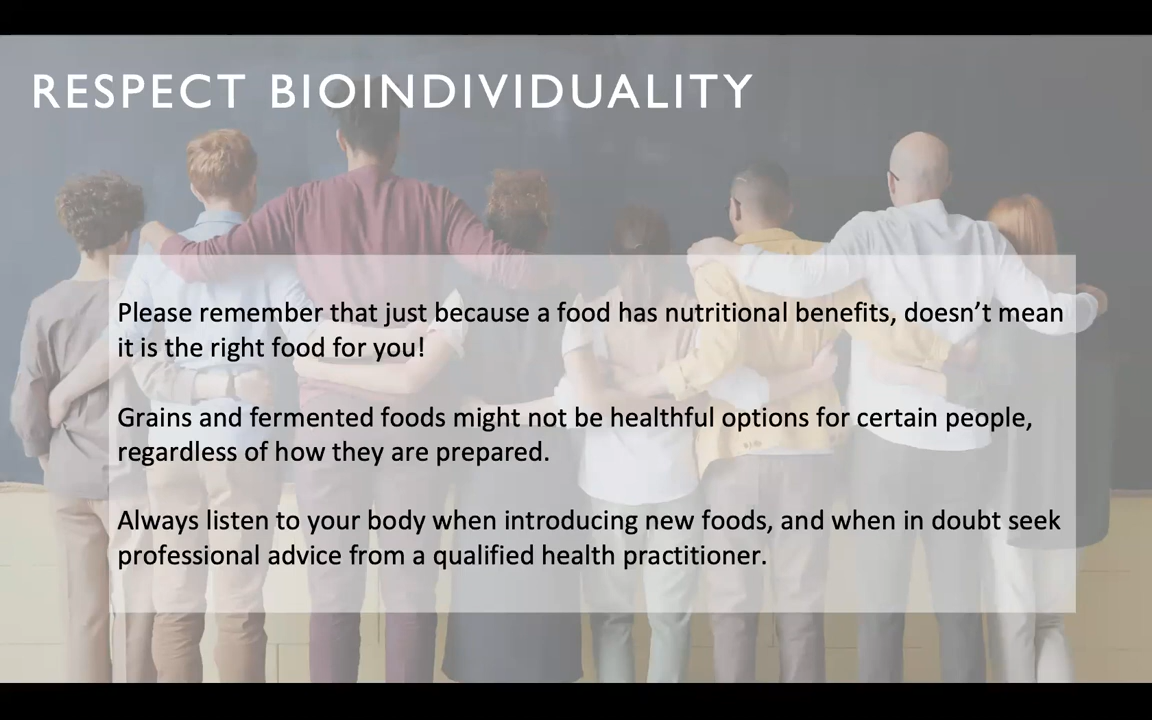 RESPECT BIOINDIVIDUALITY
Please remember that just because a food has nutritional benefits, doesn’t mean
it is the right food for you!
Grains and fermented foods might not be healthful options for certain people,
regardless of how they are prepared.
Always listen to your body when introducing new foods, and when in doubt seek
professional advice from a qualified health practitioner.